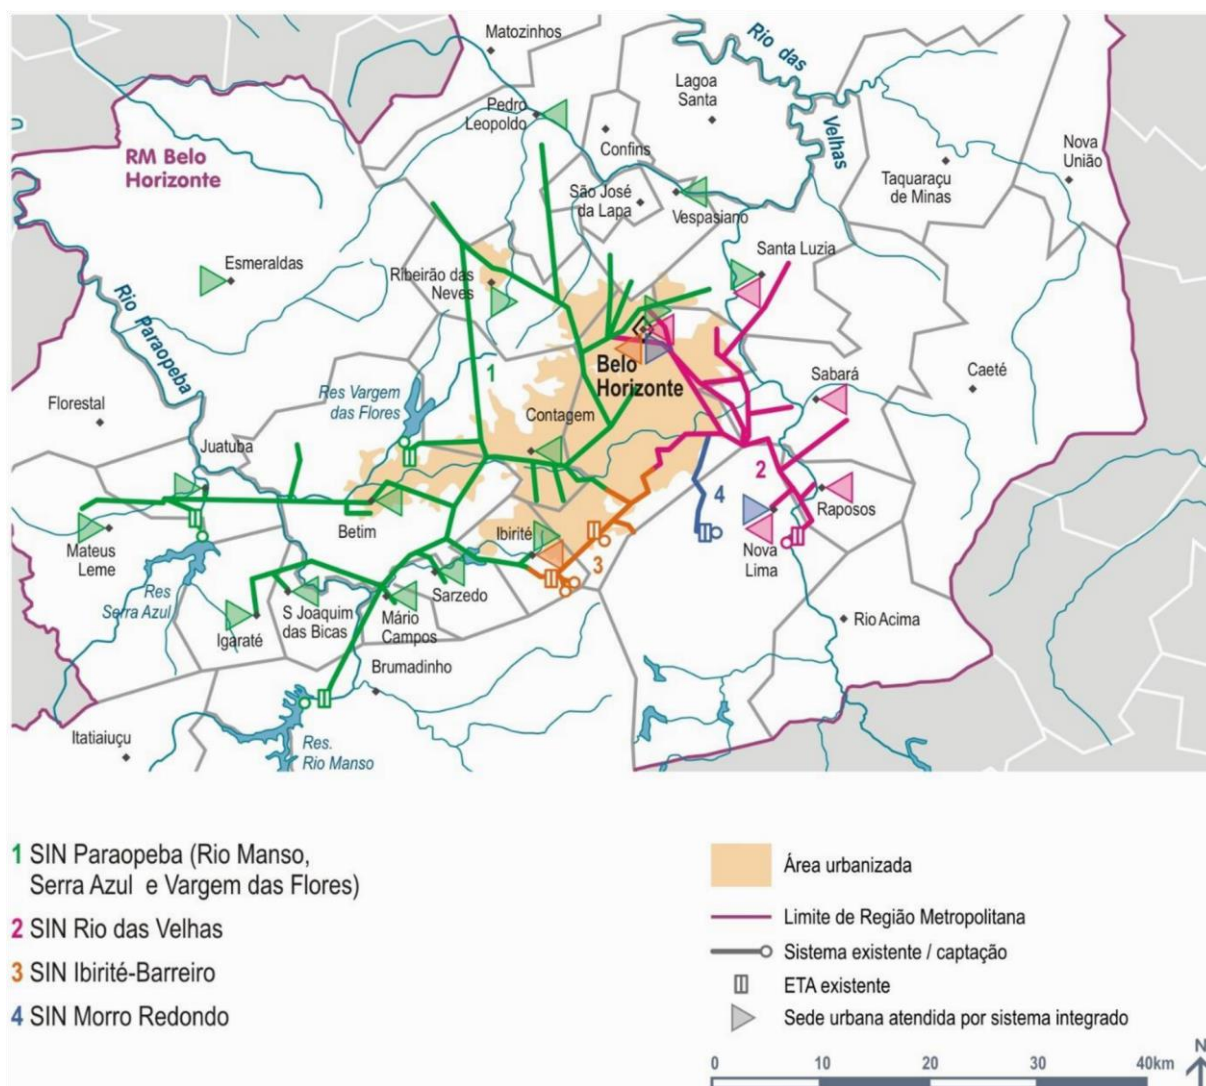 Matozinhos
Rio das
Velhas
Lagoa
Santa
Pedro
Leopoldo
Confins
Nova
União
RM Belo
Horizonte
São José
da Lapa
Taquaraçu
de Minas
Vespasiano
Santa Luzia
Esmeraldas
Ribeirão das
Neves
Rio Paraopeba
Belo
Horizonte
1
Res Vargem
das Flores
Sabará
Caeté
Florestal
Contagem
Juatuba
2
4
Raposos
Betim
Ibirité
Mateus
Leme
3
Nova
Lima
Res
Serra Azul
Sarzedo
S Joaquim
das Bicas
Igaraté
Mário
Campos
Rio Acima
Brumadinho
Itatiaiuçu
Res.
Rio Manso
1 SIN Paraopeba (Rio Manso,
Serra Azul e Vargem das Flores)
2 SIN Rio das Velhas
3 SIN Ibirité-Barreiro
4 SIN Morro Redondo
Área urbanizada
Limite de Região Metropolitana
Sistema existente / captação
ETA existente
Sede urbana atendida por sistema integrado
0 10 20 30 40km
N